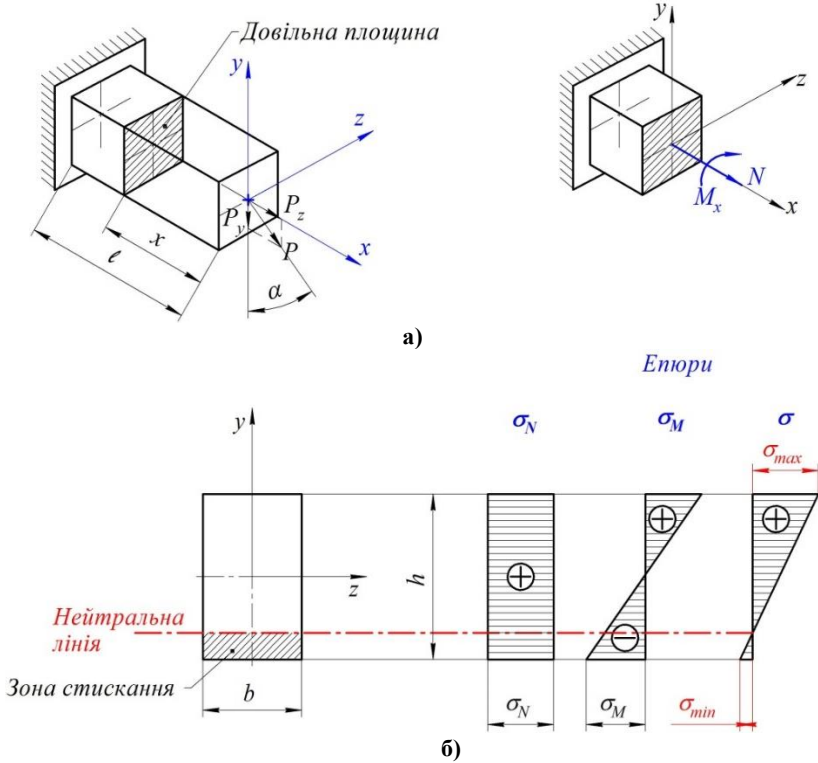 Довільна площина
y
z
P_y
P_z
P
x
x
ℓ
α
y
z
N
M_x
x
а)
Епюри
y
σ_N
σ_M
σ
σ_max
h
z
Нейтральна
лінія
Зона стискання
b
σ_N
σ_M
σ_min
б)